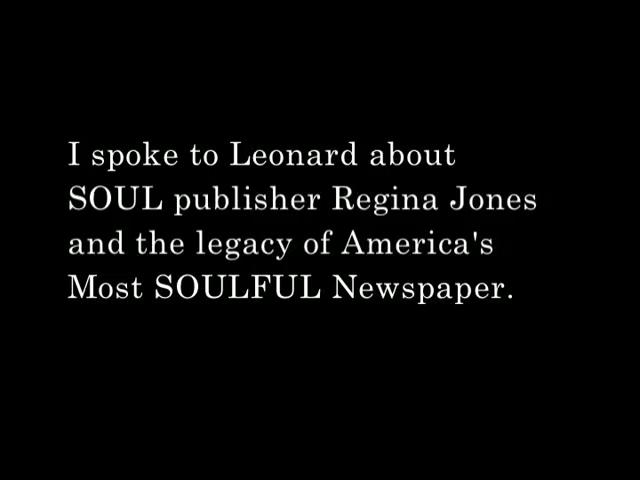 I spoke to Leonard about
SOUL publisher Regina Jones
and the legacy of America's
Most SOULFUL Newspaper.